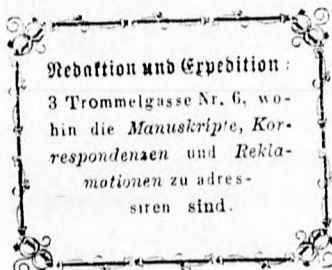 Redaktion und Expedition:
3 Trommelgasse Nr. 6, wo-
hin die Manuskripte, Kor-
respondenzen und Rekla-
mationen zu adres-
siren sind.